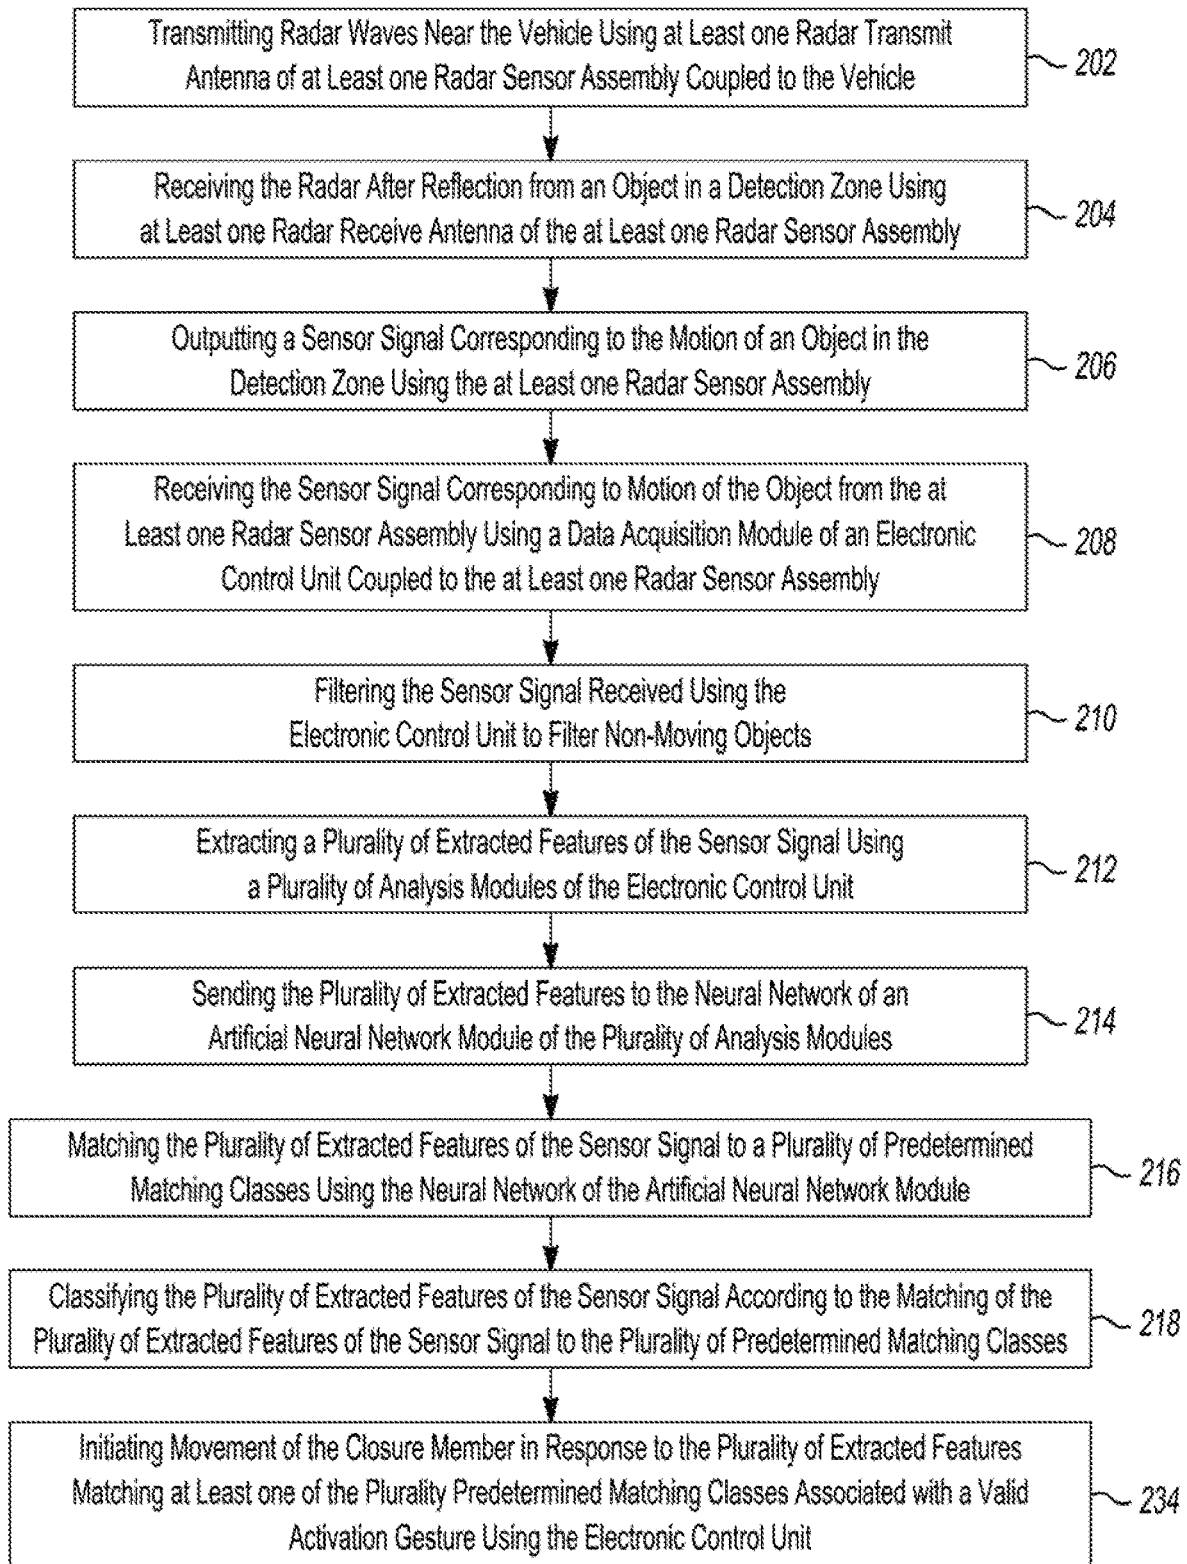 Transmitting Radar Waves Near the Vehicle Using at Least one Radar Transmit
Antenna of at Least one Radar Sensor Assembly Coupled to the Vehicle
202
Receiving the Radar After Reflection from an Object in a Detection Zone Using
at Least one Radar Receive Antenna of the at Least one Radar Sensor Assembly
204
Outputting a Sensor Signal Corresponding to the Motion of an Object in the
Detection Zone Using the at Least one Radar Sensor Assembly
206
Receiving the Sensor Signal Corresponding to Motion of the Object from the at
Least one Radar Sensor Assembly Using a Data Acquisition Module of an Electronic
Control Unit Coupled to the at Least one Radar Sensor Assembly
208
Filtering the Sensor Signal Received Using the
Electronic Control Unit to Filter Non-Moving Objects
210
Extracting a Plurality of Extracted Features of the Sensor Signal Using
a Plurality of Analysis Modules of the Electronic Control Unit
212
Sending the Plurality of Extracted Features to the Neural Network of an
Artificial Neural Network Module of the Plurality of Analysis Modules
214
Matching the Plurality of Extracted Features of the Sensor Signal to a Plurality of Predetermined
Matching Classes Using the Neural Network of the Artificial Neural Network Module
216
Classifying the Plurality of Extracted Features of the Sensor Signal According to the Matching of the
Plurality of Extracted Features of the Sensor Signal to the Plurality of Predetermined Matching Classes
218
Initiating Movement of the Closure Member in Response to the Plurality of Extracted Features
Matching at Least one of the Plurality Predetermined Matching Classes Associated with a Valid
Activation Gesture Using the Electronic Control Unit
234